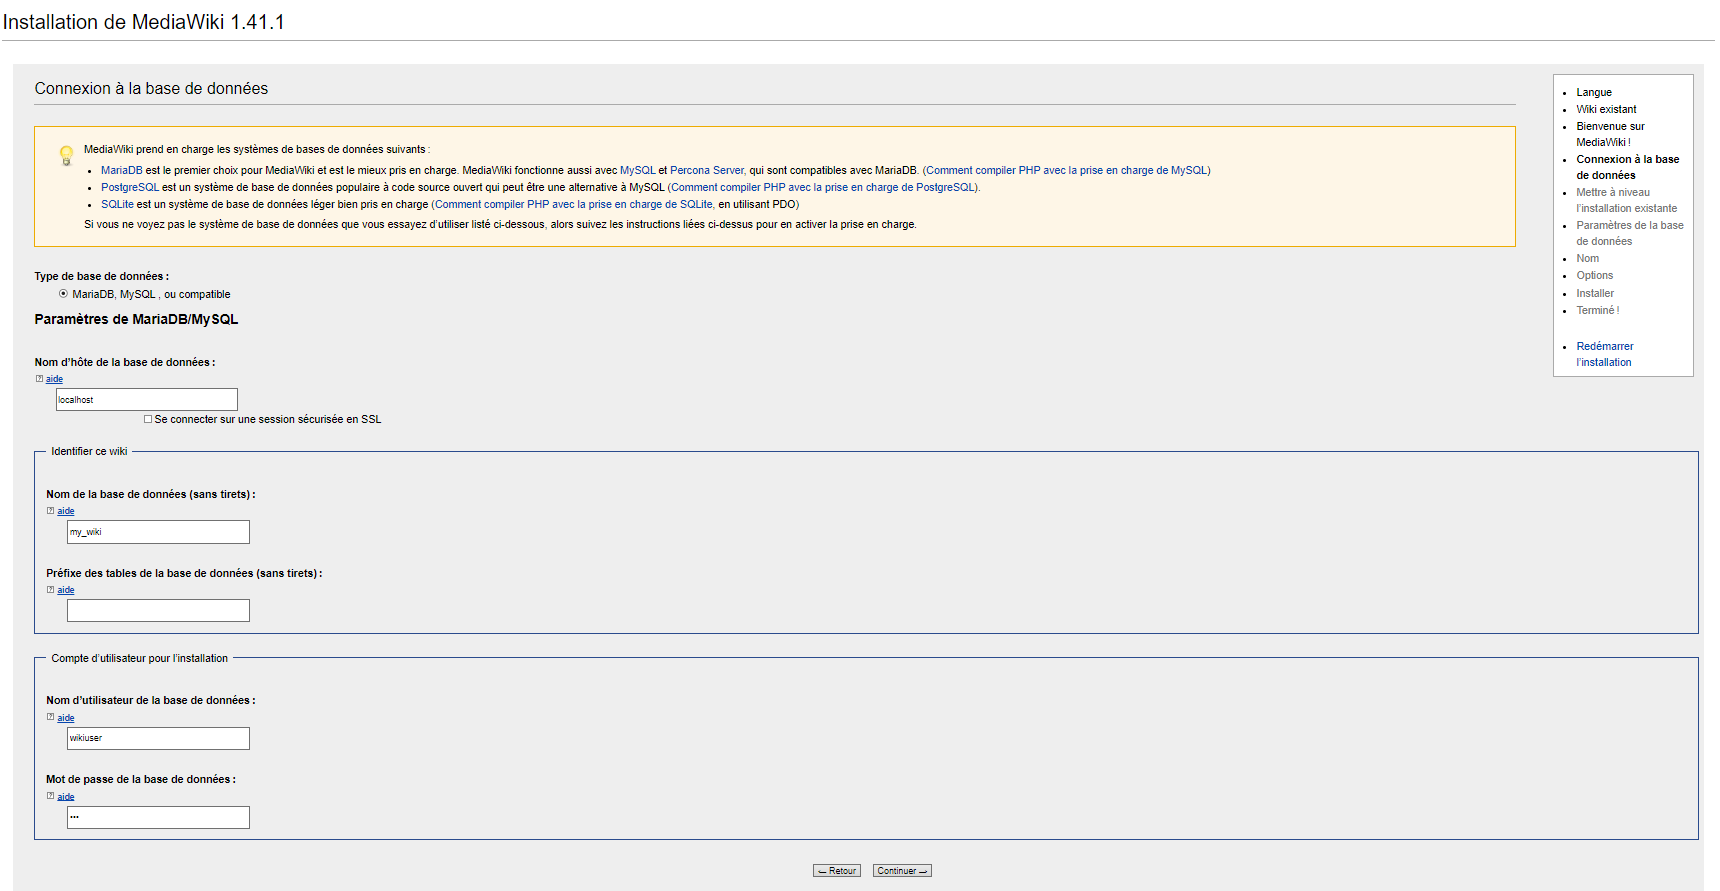 Installation de MediaWiki 1.41.1
Connexion à la base de données
MediaWiki prend en charge les systèmes de bases de données suivants :
MariaDB est le premier choix pour MediaWiki et est le mieux pris en charge. MediaWiki fonctionne aussi avec MySQL et Percona Server, qui sont compatibles avec MariaDB. (Comment compiler PHP avec la prise en charge de MySQL)
PostgreSQL est un système de base de données populaire à code source ouvert qui peut être une alternative à MySQL (Comment compiler PHP avec la prise en charge de PostgreSQL).
SQLite est un système de base de données léger bien pris en charge (Comment compiler PHP avec la prise en charge de SQLite, en utilisant PDO)
Si vous ne voyez pas le système de base de données que vous essayez d'utiliser listé ci-dessous, alors suivez les instructions liées ci-dessus pour en activer la prise en charge.
Type de base de données :
MariaDB, MySQL , ou compatible
Paramètres de MariaDB/MySQL
Nom d'hôte de la base de données :
aide
localhost
Se connecter sur une session sécurisée en SSL
Identifier ce wiki
Nom de la base de données (sans tirets) :
aide
my_wiki
Préfixe des tables de la base de données (sans tirets) :
aide
Compte d'utilisateur pour l'installation
Nom d'utilisateur de la base de données :
aide
wikiuser
Mot de passe de la base de données :
aide
•••
← Retour
Continuer →
Langue
Wiki existant
Bienvenue sur
MediaWiki !
Connexion à la base
de données
Mettre à niveau
l'installation existante
Paramètres de la base
de données
Nom
Options
Installer
Terminé !
Redémarrer
l'installation